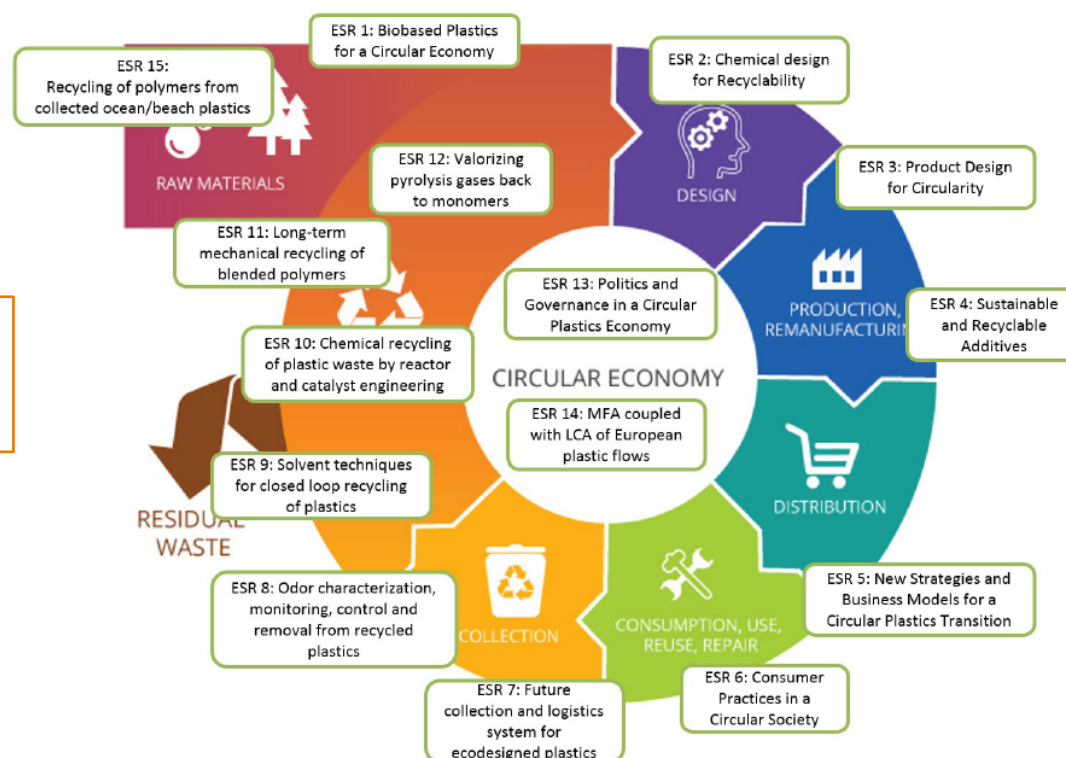 ESR 1: Biobased Plastics
for a Circular Economy
ESR 15:
Recycling of polymers from
collected ocean/beach plastics
RAW MATERIALS
ESR 2: Chemical design
for Recyclability
DESIGN
ESR 12: Valorizing
pyrolysis gases back
to monomers
ESR 3: Product Design
for Circularity
ESR 11: Long-term
mechanical recycling of
blended polymers
ESR 13: Politics and
Governance in a Circular
Plastics Economy
PRODUCTION,
REMANUFACTURIN
ESR 4: Sustainable
and Recyclable
Additives
ESR 10: Chemical recycling
of plastic waste by reactor
and catalyst engineering
CIRCULAR ECONOMY
ESR 14: MFA coupled
with LCA of European
plastic flows
ESR 9: Solvent techniques
for closed loop recycling
of plastics
DISTRIBUTION
RESIDUAL
WASTE
ESR 8: Odor characterization,
monitoring, control and
removal from recycled
plastics
COLLECTION
CONSUMPTION, USE,
REUSE, REPAIR
ESR 5: New Strategies and
Business Models for a
Circular Plastics Transition
ESR 6: Consumer
Practices in a
Circular Society
ESR 7: Future
collection and logistics
system for
ecodesigned plastics